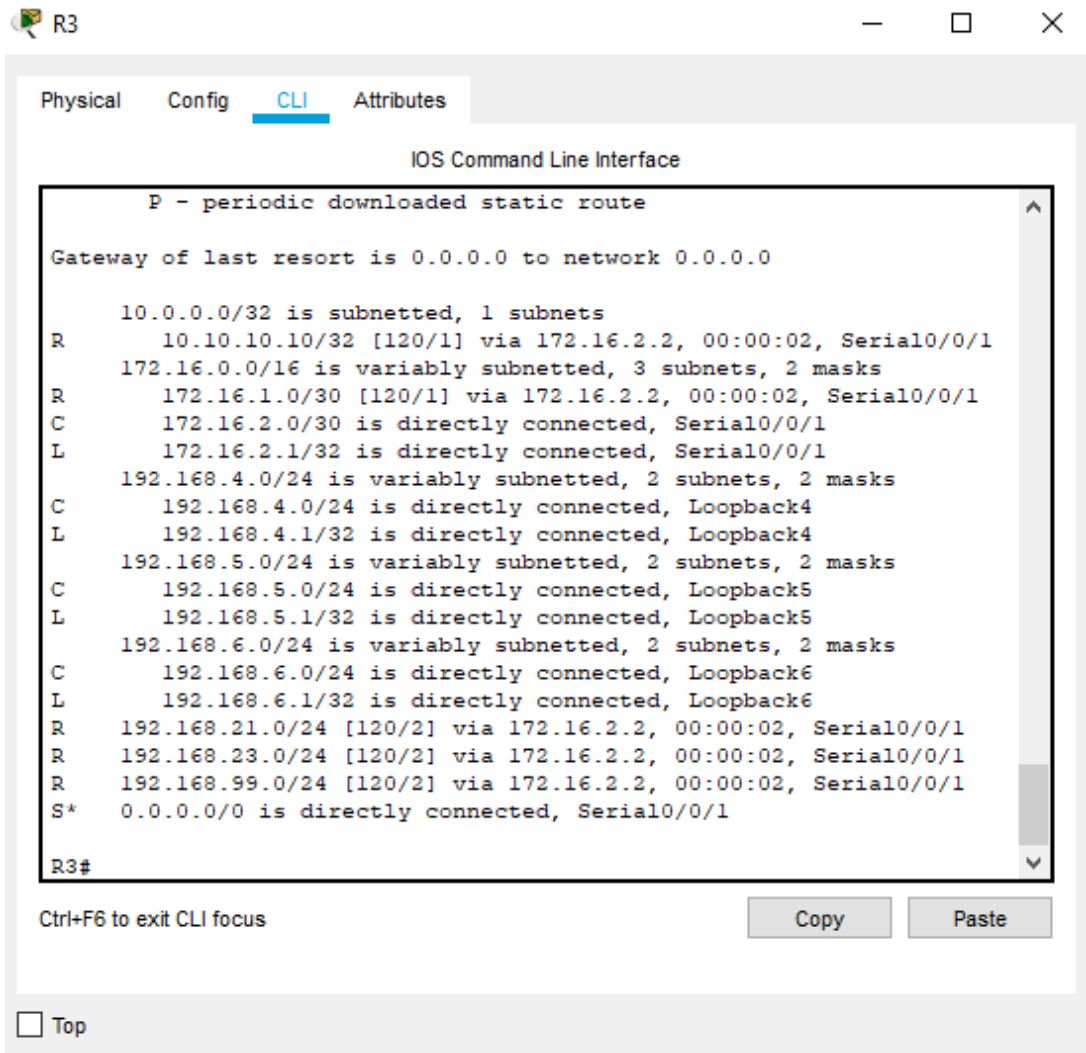 R3
Physical Config CLI Attributes
IOS Command Line Interface
P - periodic downloaded static route
Gateway of last resort is 0.0.0.0 to network 0.0.0.0
10.0.0.0/32 is subnetted, 1 subnets
R 10.10.10.10/32 [120/1] via 172.16.2.2, 00:00:02, Serial0/0/1
172.16.0.0/16 is variably subnetted, 3 subnets, 2 masks
R 172.16.1.0/30 [120/1] via 172.16.2.2, 00:00:02, Serial0/0/1
C 172.16.2.0/30 is directly connected, Serial0/0/1
L 172.16.2.1/32 is directly connected, Serial0/0/1
192.168.4.0/24 is variably subnetted, 2 subnets, 2 masks
C 192.168.4.0/24 is directly connected, Loopback4
L 192.168.4.1/32 is directly connected, Loopback4
192.168.5.0/24 is variably subnetted, 2 subnets, 2 masks
C 192.168.5.0/24 is directly connected, Loopback5
L 192.168.5.1/32 is directly connected, Loopback5
192.168.6.0/24 is variably subnetted, 2 subnets, 2 masks
C 192.168.6.0/24 is directly connected, Loopback6
L 192.168.6.1/32 is directly connected, Loopback6
R 192.168.21.0/24 [120/2] via 172.16.2.2, 00:00:02, Serial0/0/1
R 192.168.23.0/24 [120/2] via 172.16.2.2, 00:00:02, Serial0/0/1
R 192.168.99.0/24 [120/2] via 172.16.2.2, 00:00:02, Serial0/0/1
S* 0.0.0.0/0 is directly connected, Serial0/0/1
R3#
Ctrl+F6 to exit CLI focus Copy Paste
Top